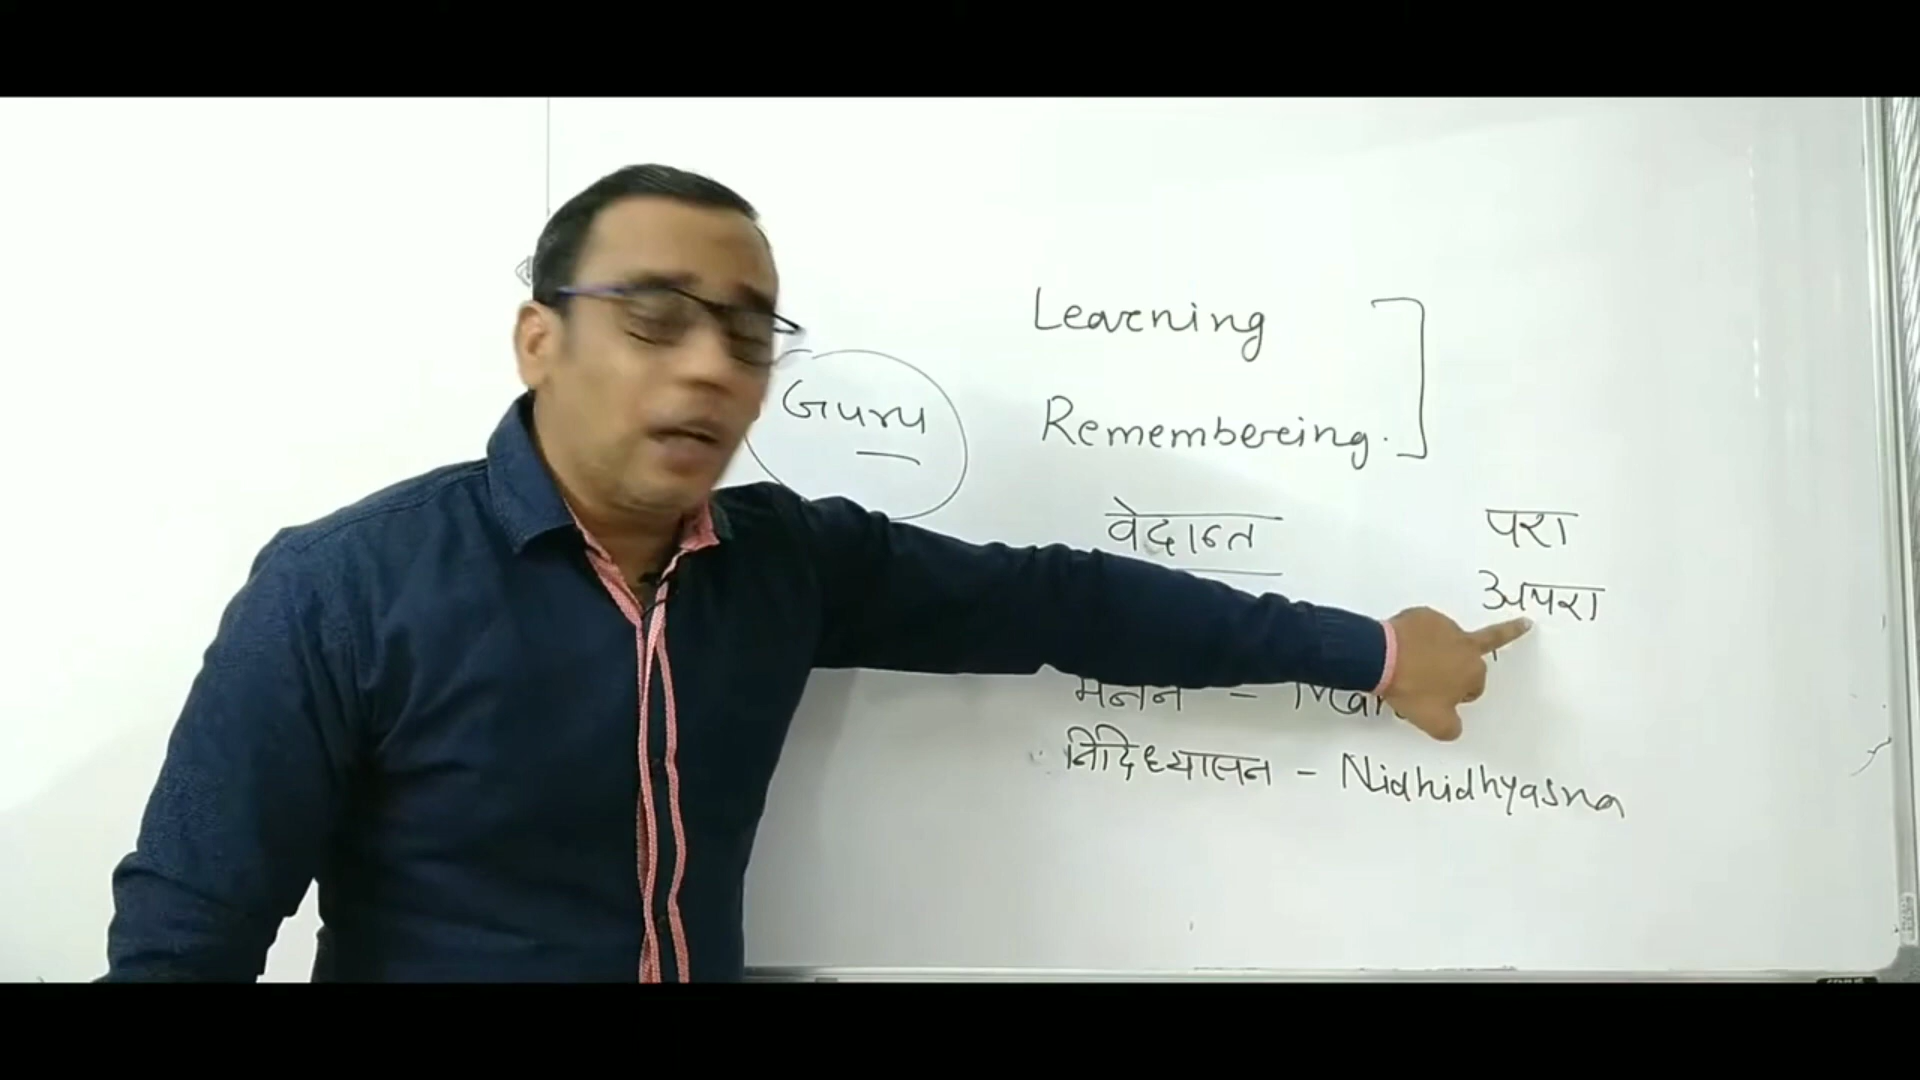 Learning
Guru
Remembering.
वेदान्त
परा
अपरा
मनन -
निदिध्यासन - Nidhidhyasna